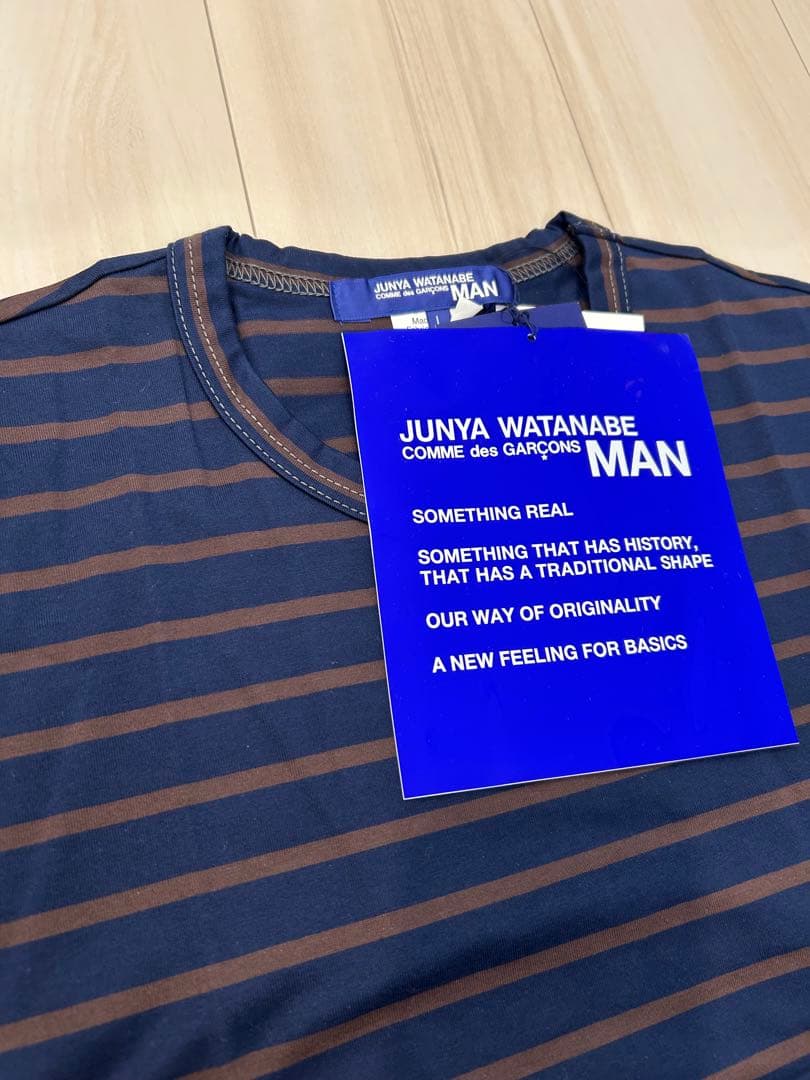 JUNYA WATANABE
COMME des GARÇONS MAN
JUNYA WATANABE
COMME des GARÇONS MAN
SOMETHING REAL
SOMETHING THAT HAS HISTORY,
THAT HAS A TRADITIONAL SHAPE
OUR WAY OF ORIGINALITY
A NEW FEELING FOR BASICS